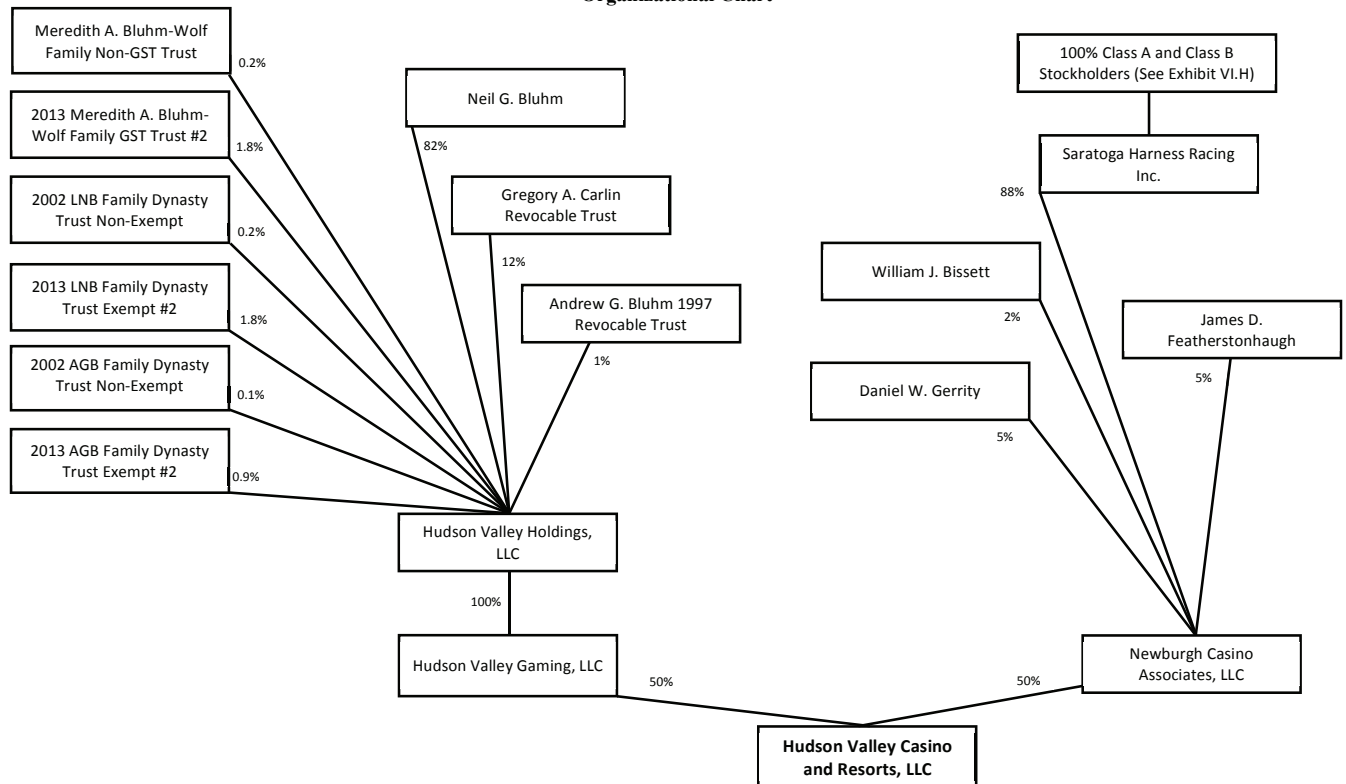 Organizational Chart
Meredith A. Bluhm-Wolf
Family Non-GST Trust
0.2%
2013 Meredith A. Bluhm-
Wolf Family GST Trust #2
1.8%
2002 LNB Family Dynasty
Trust Non-Exempt
0.2%
2013 LNB Family Dynasty
Trust Exempt #2
1.8%
2002 AGB Family Dynasty
Trust Non-Exempt
0.1%
2013 AGB Family Dynasty
Trust Exempt #2
0.9%
Neil G. Bluhm
82%
Gregory A. Carlin
Revocable Trust
12%
Andrew G. Bluhm 1997
Revocable Trust
1%
Hudson Valley Holdings,
LLC
100%
Hudson Valley Gaming, LLC
50%
100% Class A and Class B
Stockholders (See Exhibit VI.H)
Saratoga Harness Racing
Inc.
88%
William J. Bissett
2%
Daniel W. Gerrity
5%
James D.
Featherstonhaugh
5%
Newburgh Casino
Associates, LLC
50%
Hudson Valley Casino
and Resorts, LLC